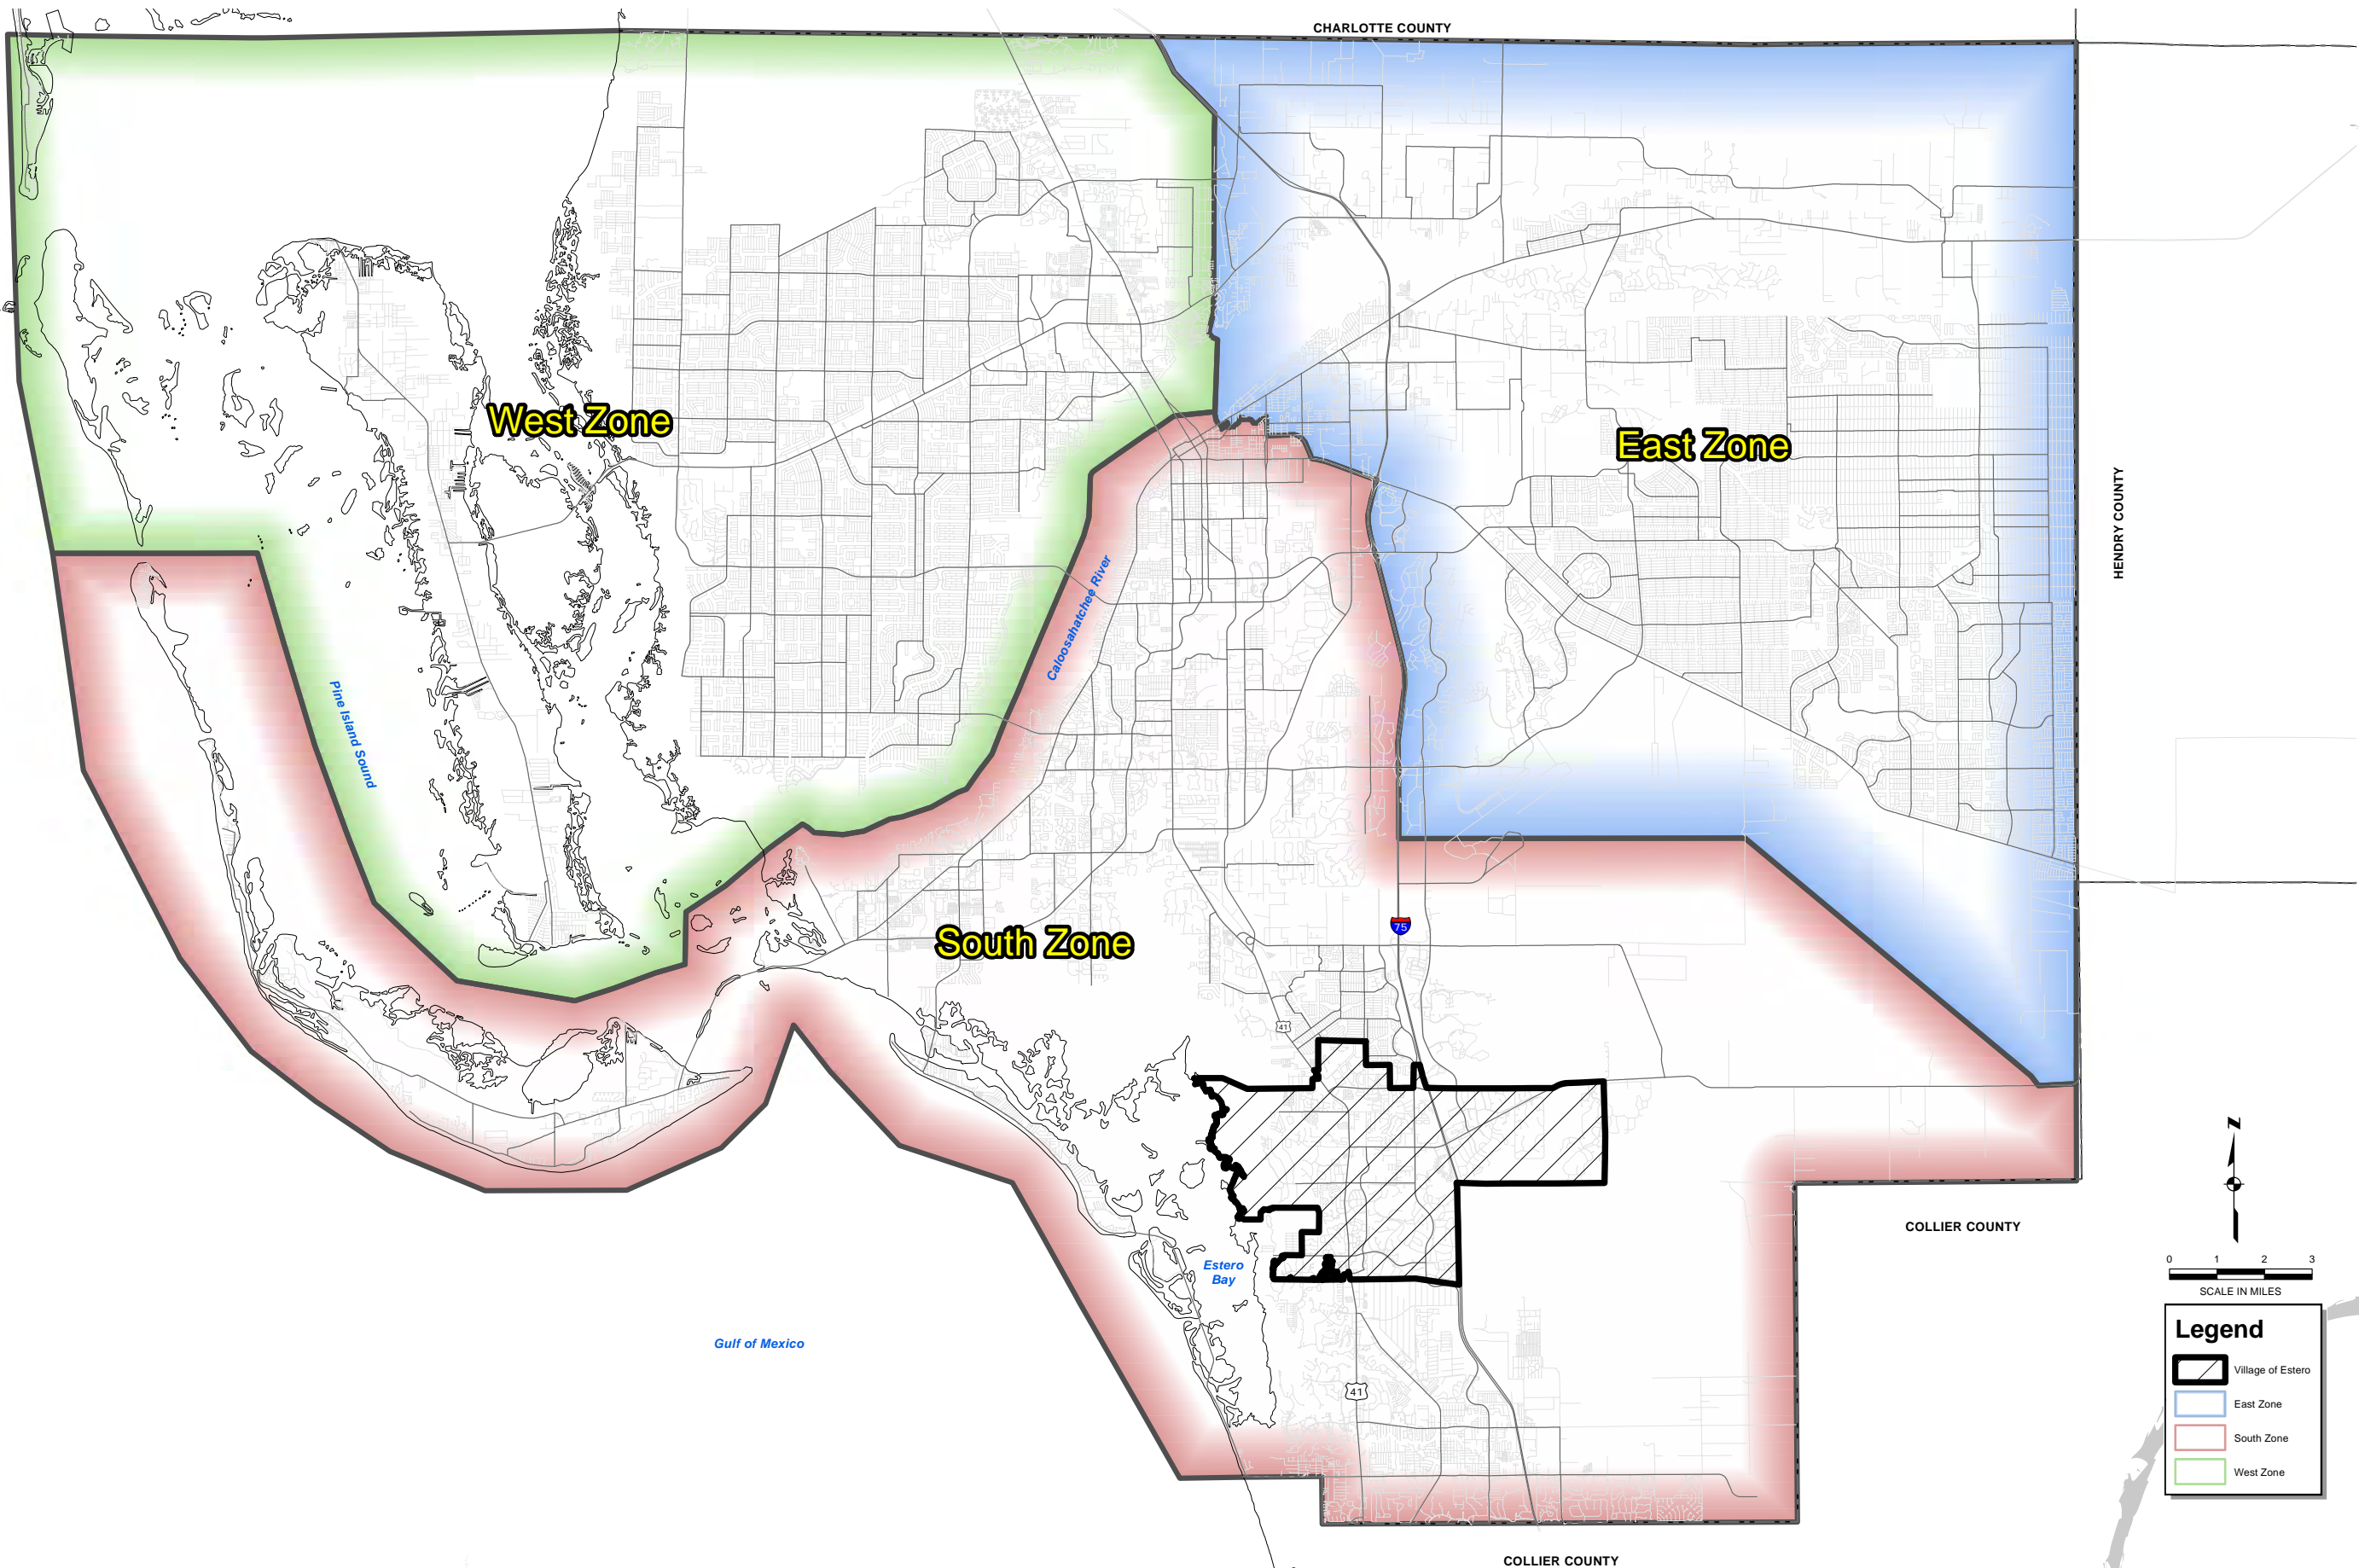 CHARLOTTE COUNTY
West Zone
East Zone
HENDRY COUNTY
Caloosahatchee River
Pine Island Sound
75
South Zone
41
N
COLLIER COUNTY
0 1 2 3
SCALE IN MILES
Estero
Bay
Gulf of Mexico
41
Legend
Village of Estero
East Zone
South Zone
West Zone
COLLIER COUNTY